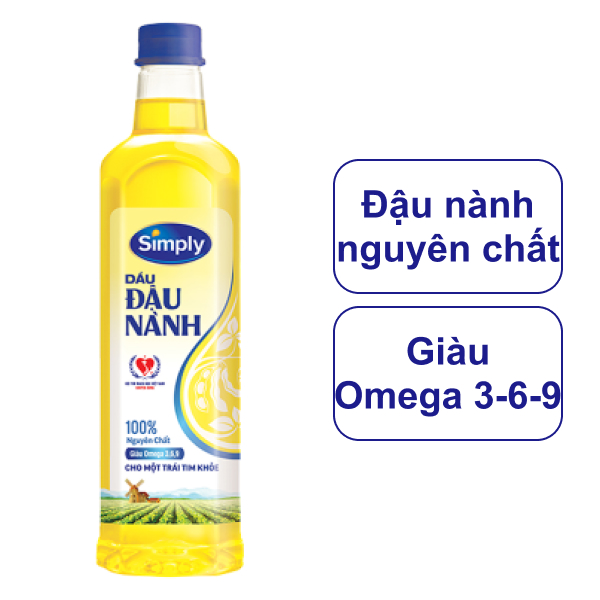 Simply
DẦU
ĐẬU
NÀNH
100%
Nguyên Chất
Giàu Omega 3,6,9
CHO MỘT TRÁI TIM KHỎE
Đậu nành
nguyên chất
Giàu
Omega 3-6-9